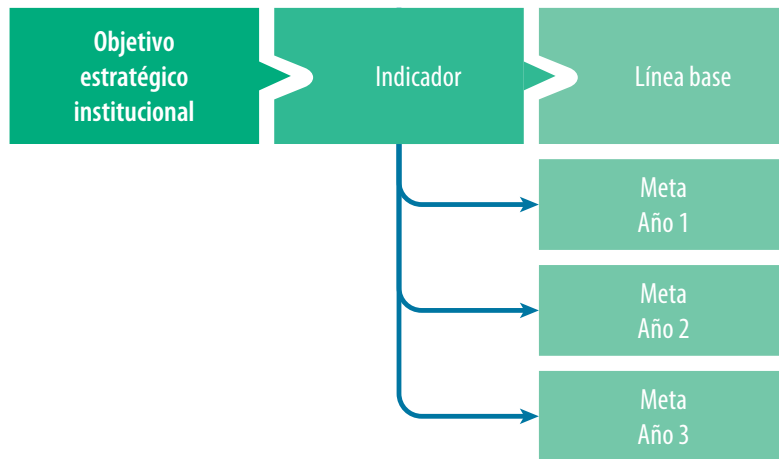 Objetivo
estratégico
institucional
Indicador
Línea base
Meta
Año 1
Meta
Año 2
Meta
Año 3